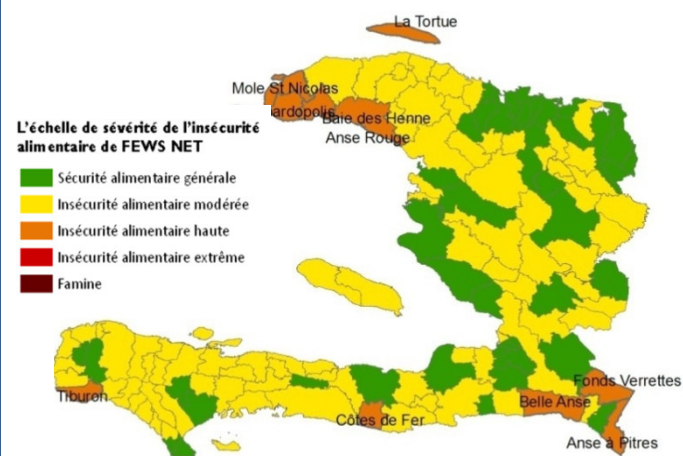 La Tortue
Mole St Nicolas
ardopolis
Baie des Henne
Anse Rouge
L'échelle de sévérité de l'insécurité
alimentaire de FEWS NET
Sécurité alimentaire générale
Insécurité alimentaire modérée
Insécurité alimentaire haute
Insécurité alimentaire extrême
Famine
Tiburon
Côtes de Fer
Belle Anse
Fonds Verrettes
Anse à Pitres